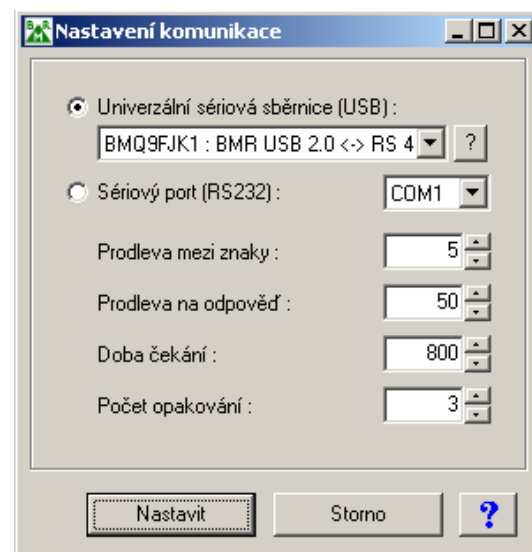 BMR Nastavení komunikace
Univerzální sériová sběrnice (USB) :
BMQ9FJK1 : BMR USB 2.0 <-> RS 4 ?
Sériový port (RS232) : COM1
Prodleva mezi znaky : 5
Prodleva na odpověď : 50
Doba čekání : 800
Počet opakování : 3
Nastavit Storno ?